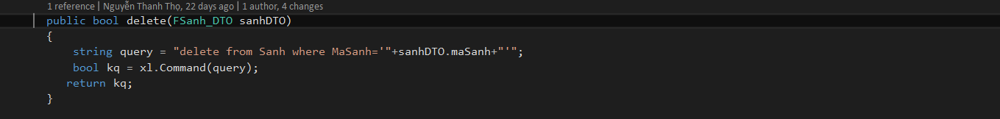 1 reference | Nguyễn Thanh Thọ, 22 days ago | 1 author, 4 changes
public bool delete(FSanh_DTO sanhDTO)
{
string query = "delete from Sanh where MaSanh='"+sanhDTO.maSanh+"'";
bool kq = xl.Command(query);
return kq;
}